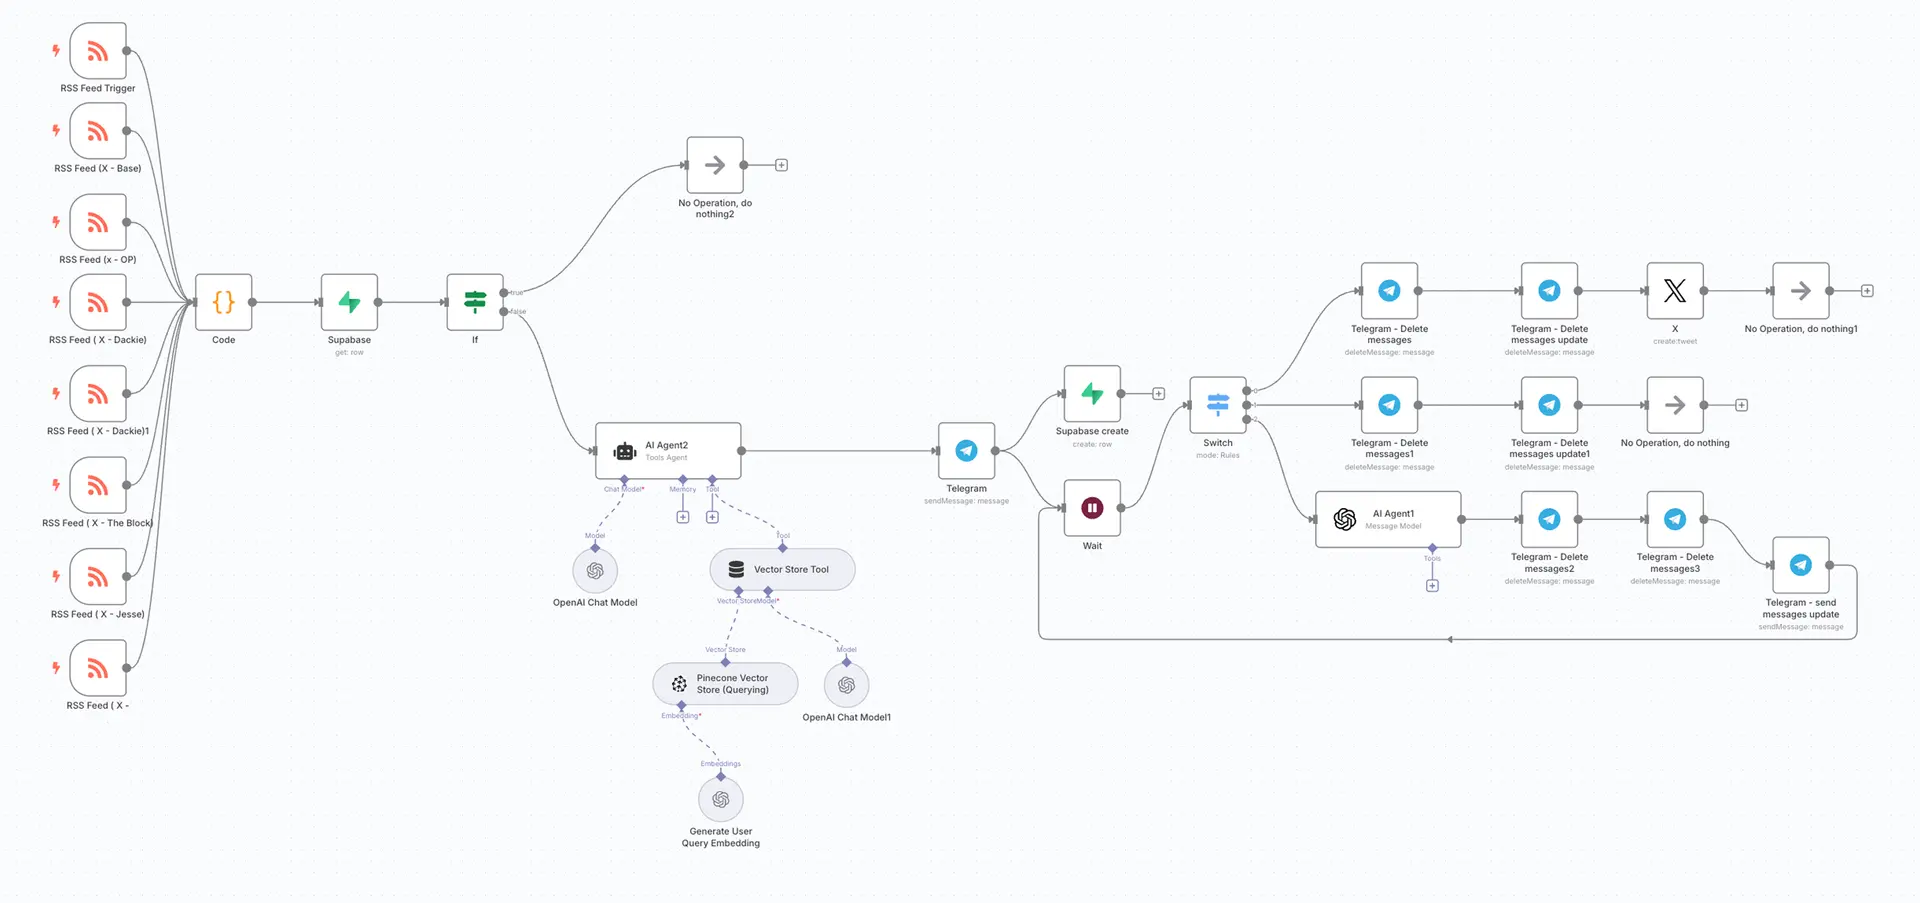 RSS Feed Trigger
RSS Feed (X - Base)
RSS Feed (x - OP)
RSS Feed ( X - Dackie)
RSS Feed ( X - Dackie)1
RSS Feed ( X - The Block)
RSS Feed ( X - Jesse)
RSS Feed ( X -
Code
Supabase
get: row
If
true
false
No Operation, do
nothing2
AI Agent2
Tools Agent
Chat Model*
Memory
Tool
Model
OpenAI Chat Model
Tool
Vector Store Tool
Vector Store
Model*
Vector Store
Pinecone Vector
Store (Querying)
Embedding*
Model
OpenAI Chat Model1
Embeddings
Generate User
Query Embedding
Telegram
sendMessage: message
Supabase create
create: row
Wait
Switch
mode: Rules
0
1
2
Telegram - Delete
messages
deleteMessage: message
Telegram - Delete
messages update
deleteMessage: message
X
create:tweet
No Operation, do nothing1
Telegram - Delete
messages1
deleteMessage: message
Telegram - Delete
messages update1
deleteMessage: message
No Operation, do nothing
AI Agent1
Message Model
Tools
Telegram - Delete
messages2
deleteMessage: message
Telegram - Delete
messages3
deleteMessage: message
Telegram - send
messages update
sendMessage: message